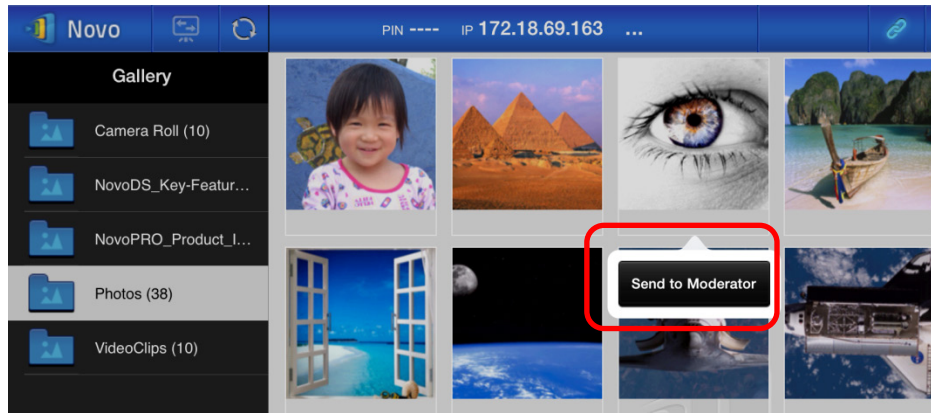 Novo
PIN ---- IP 172.18.69.163 ...
Gallery
Camera Roll (10)
NovoDS_Key-Featur...
NovoPRO_Product_I...
Photos (38)
VideoClips (10)
Send to Moderator